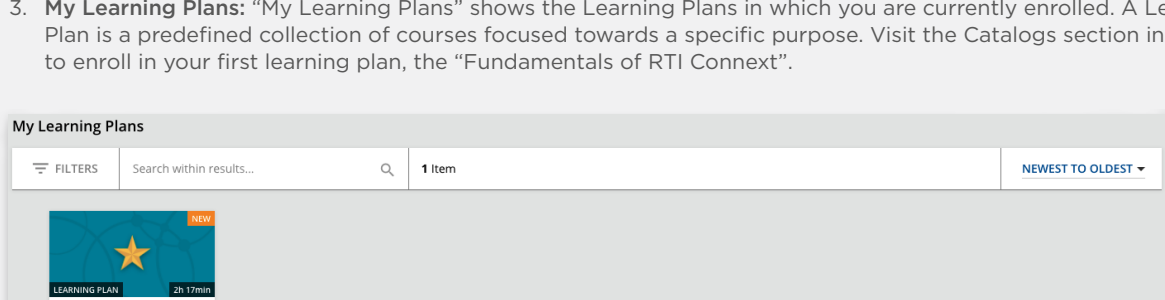 3. My Learning Plans: “My Learning Plans” shows the Learning Plans in which you are currently enrolled. A Le
Plan is a predefined collection of courses focused towards a specific purpose. Visit the Catalogs section in
to enroll in your first learning plan, the “Fundamentals of RTI Connext”.
My Learning Plans
FILTERS Search within results... 1 Item NEWEST TO OLDEST
NEW
LEARNING PLAN 2h 17min